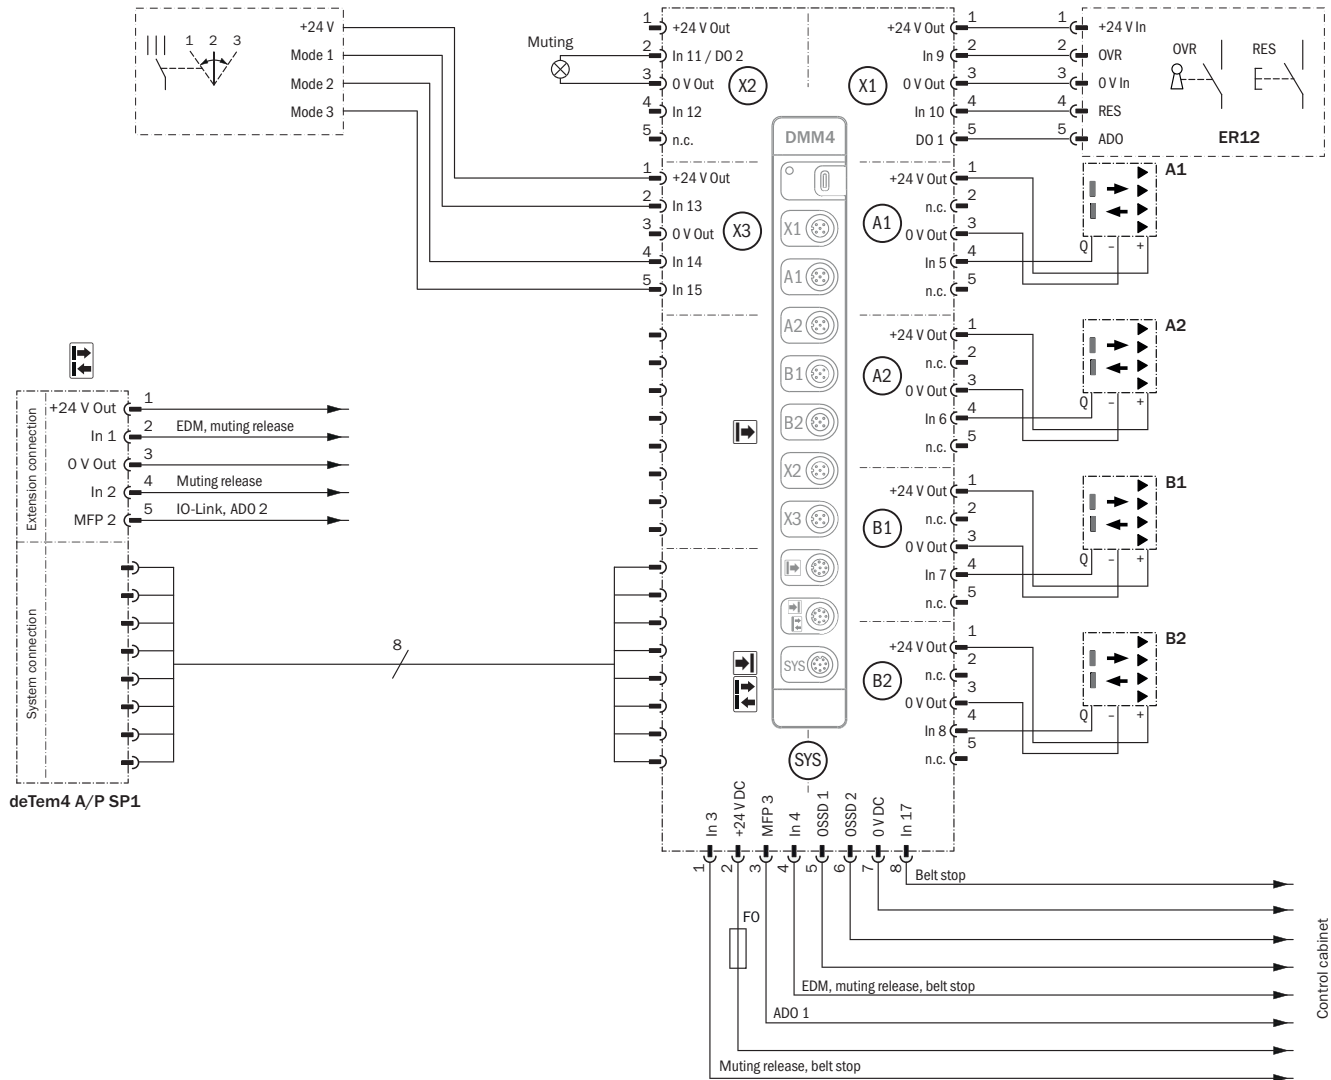 1 2 3
+24 V
Mode 1
Mode 2
Mode 3
Muting
1 +24 V Out
2 In 11 / DO 2
3 0 V Out
4 In 12
5 n.c.
X2
X1
+24 V Out 1
In 9 2
0 V Out 3
In 10 4
DO 1 5
1 +24 V In
2 OVR
3 0 V In
4 RES
5 ADO
OVR RES
ER12
1 +24 V Out
2 In 13
3 0 V Out
4 In 14
5 In 15
X3
DMM4
X1
A1
A2
B1
B2
X2
X3
SYS
A1
+24 V Out 1
n.c. 2
0 V Out 3
In 5 4
n.c. 5
A1
Q – +
A2
+24 V Out 1
n.c. 2
0 V Out 3
In 6 4
n.c. 5
A2
Q – +
B1
+24 V Out 1
n.c. 2
0 V Out 3
In 7 4
n.c. 5
B1
Q – +
B2
+24 V Out 1
n.c. 2
0 V Out 3
In 8 4
n.c. 5
B2
Q – +
Extension connection
+24 V Out 1
In 1 2 EDM, muting release
0 V Out 3
In 2 4 Muting release
MFP 2 5 IO-Link, ADO 2
System connection
8
deTem4 A/P SP1
SYS
In 3
+24 V DC
MFP 3
In 4
OSSD 1
OSSD 2
0 V DC
In 17
1 2 3 4 5 6 7 8
Belt stop
F0
EDM, muting release, belt stop
ADO 1
Muting release, belt stop
Control cabinet